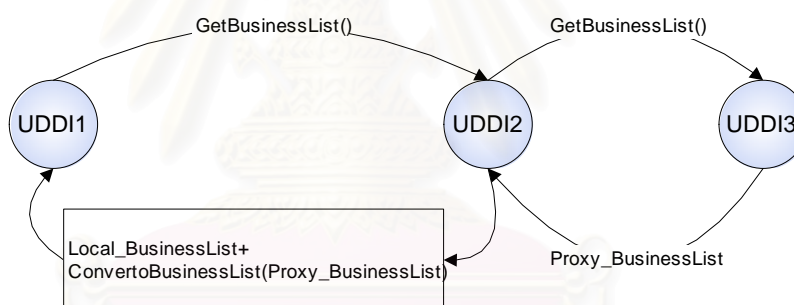 GetBusinessList()
GetBusinessList()
UDDI1
UDDI2
UDDI3
Local_BusinessList+
ConvertoBusinessList(Proxy_BusinessList)
Proxy_BusinessList